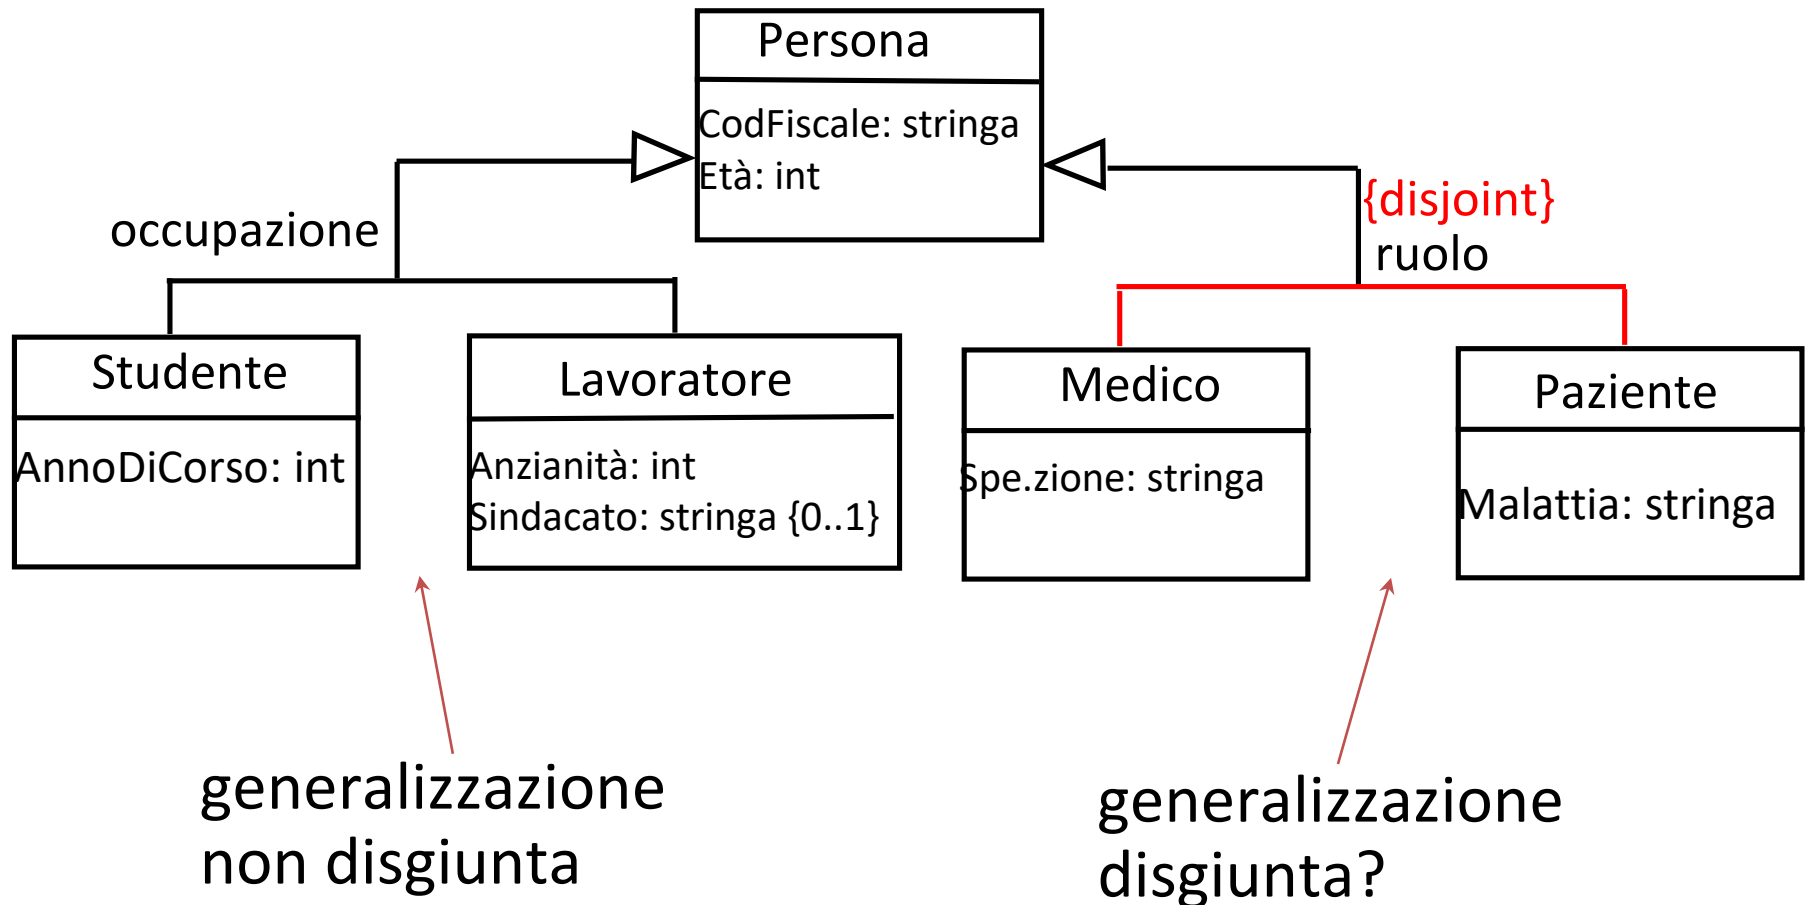 Persona
CodFiscale: stringa
Età: int
occupazione
{disjoint}
ruolo
Studente
AnnoDiCorso: int
Lavoratore
Anzianità: int
Sindacato: stringa {0..1}
Medico
Spe.zione: stringa
Paziente
Malattia: stringa
generalizzazione
non disgiunta
generalizzazione
disgiunta?